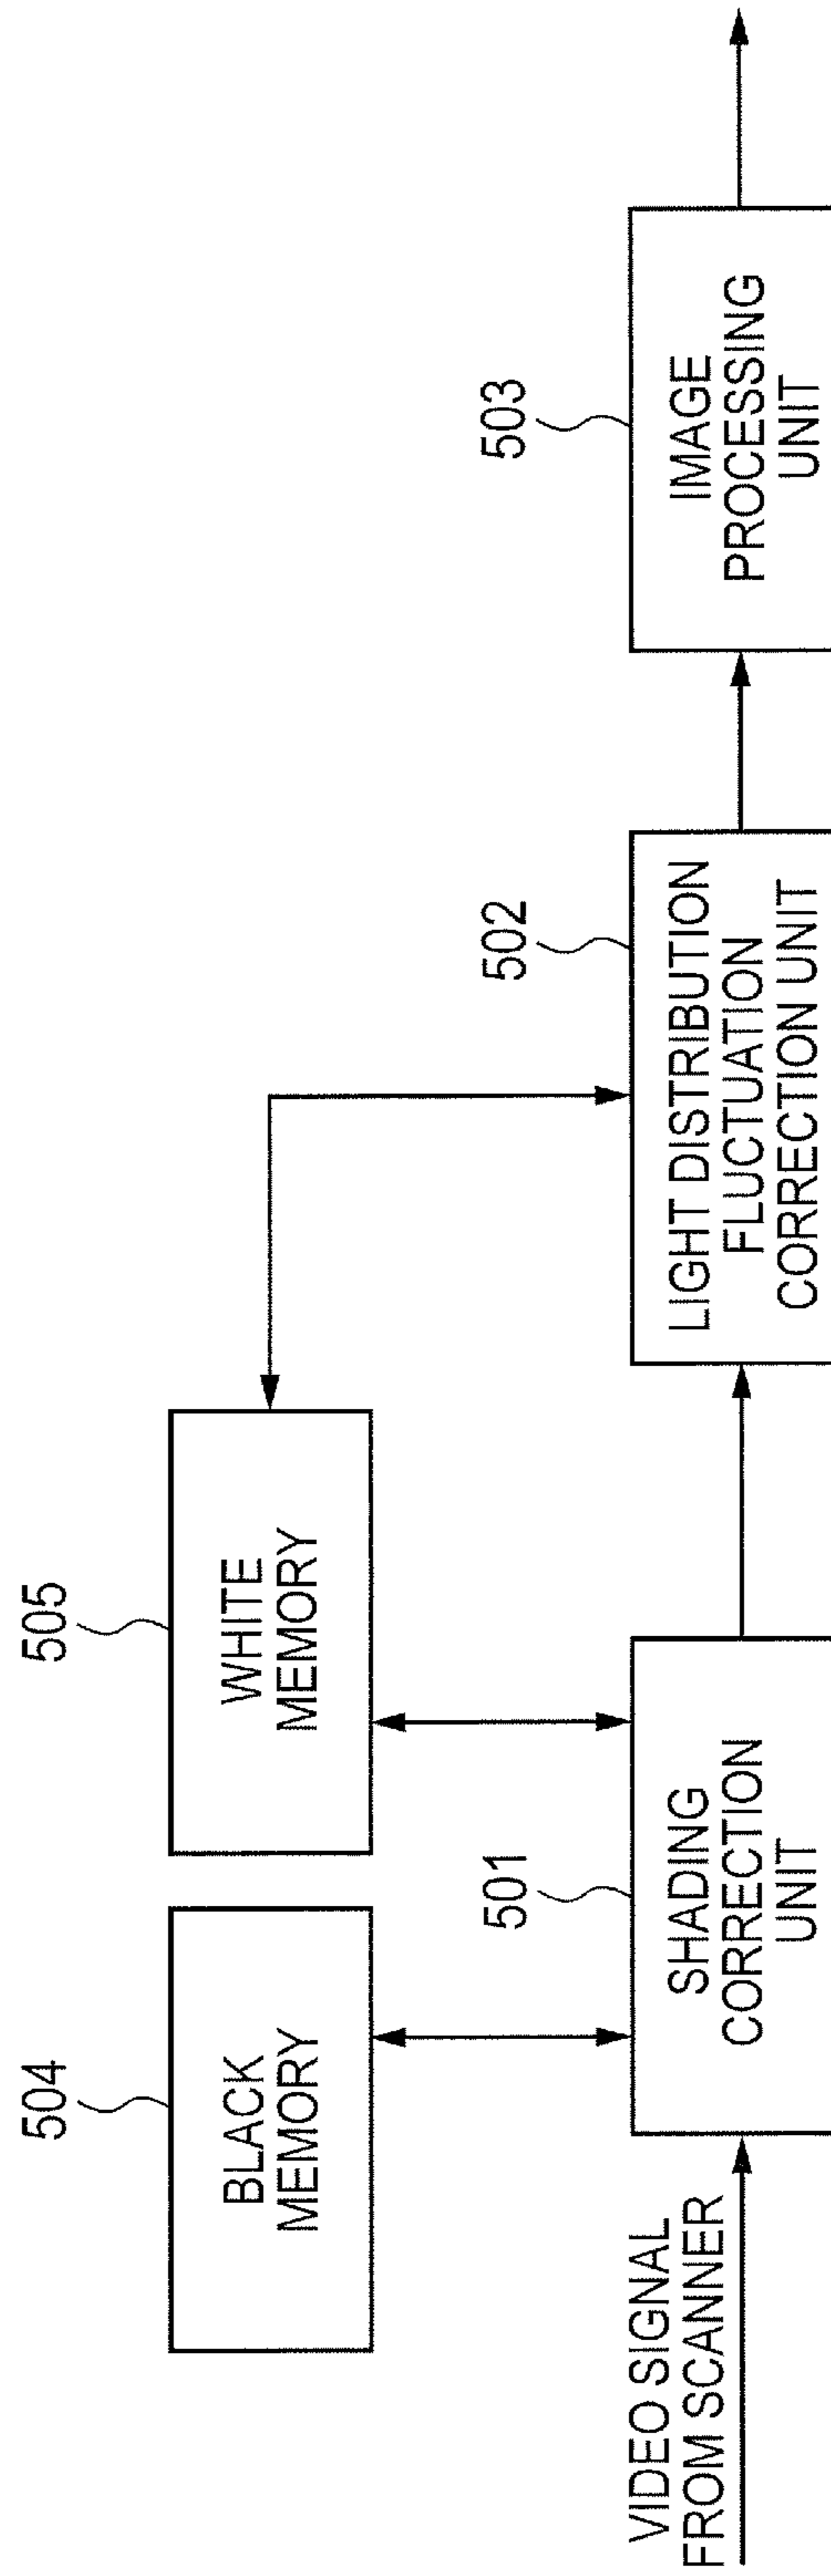 504
BLACK
MEMORY
505
WHITE
MEMORY
VIDEO SIGNAL
FROM SCANNER
501
SHADING
CORRECTION
UNIT
502
LIGHT DISTRIBUTION
FLUCTUATION
CORRECTION UNIT
503
IMAGE
PROCESSING
UNIT